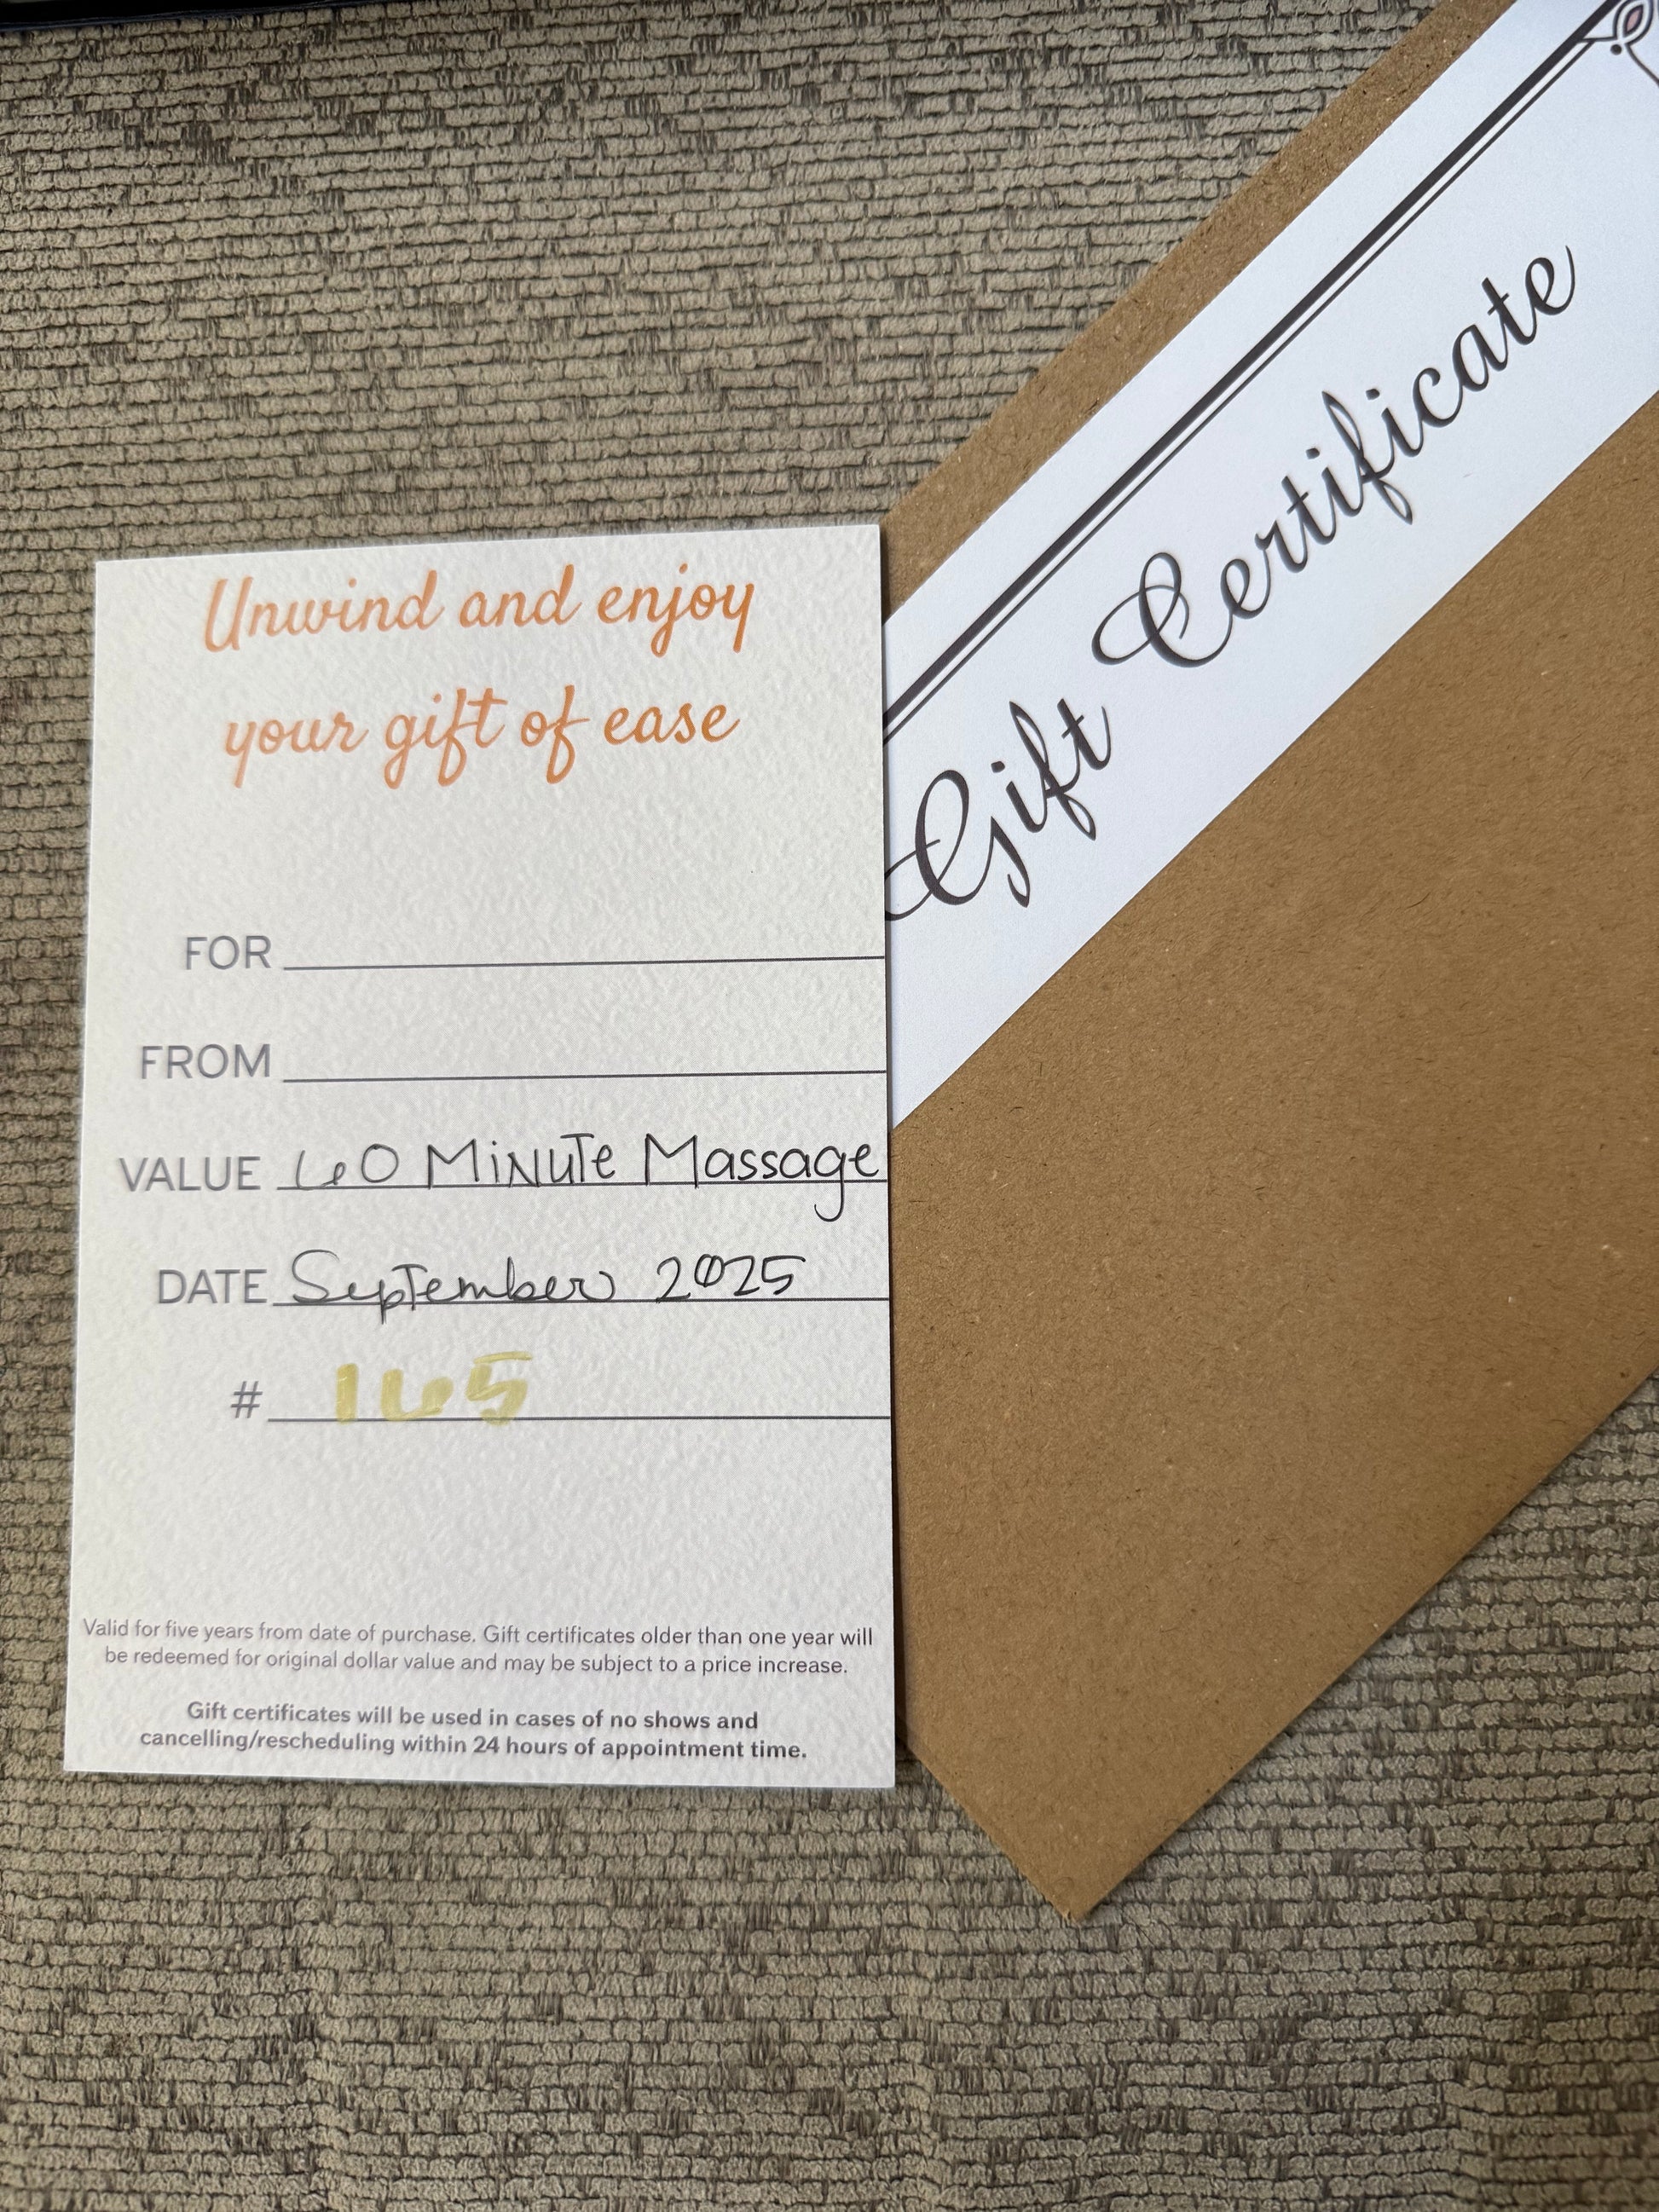 Unwind and enjoy
your gift of ease
FOR
FROM
VALUE 60 Minute Massage
DATE September 2025
# 165
Valid for five years from date of purchase. Gift certificates older than one year will
be redeemed for original dollar value and may be subject to a price increase.
Gift certificates will be used in cases of no shows and
cancelling/rescheduling within 24 hours of appointment time.
Gift Certificate